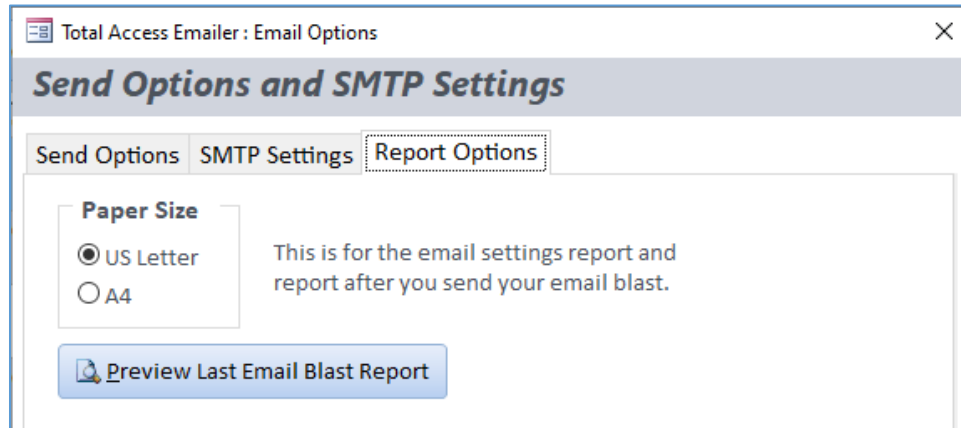 Total Access Emailer : Email Options
Send Options and SMTP Settings
Send Options SMTP Settings Report Options
Paper Size
US Letter
A4
This is for the email settings report and
report after you send your email blast.
Preview Last Email Blast Report